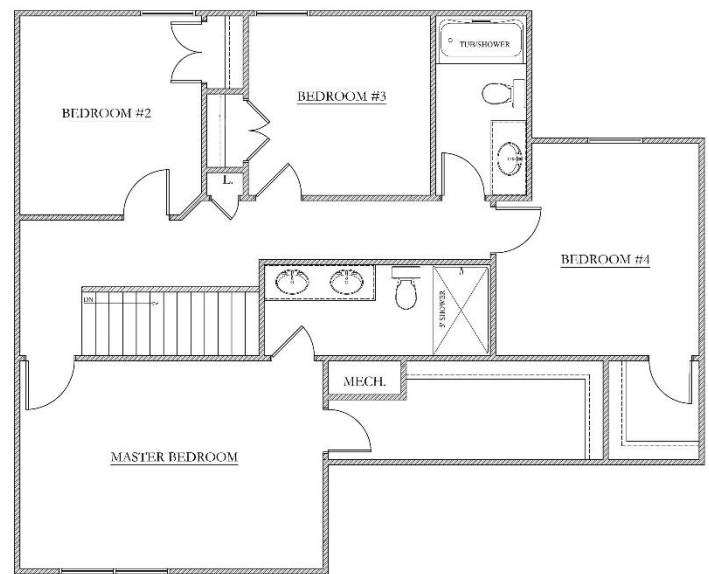 TUB/SHOWER
BEDROOM #2
BEDROOM #3
L.
BEDROOM #4
DN
5' SHOWER
MECH.
MASTER BEDROOM